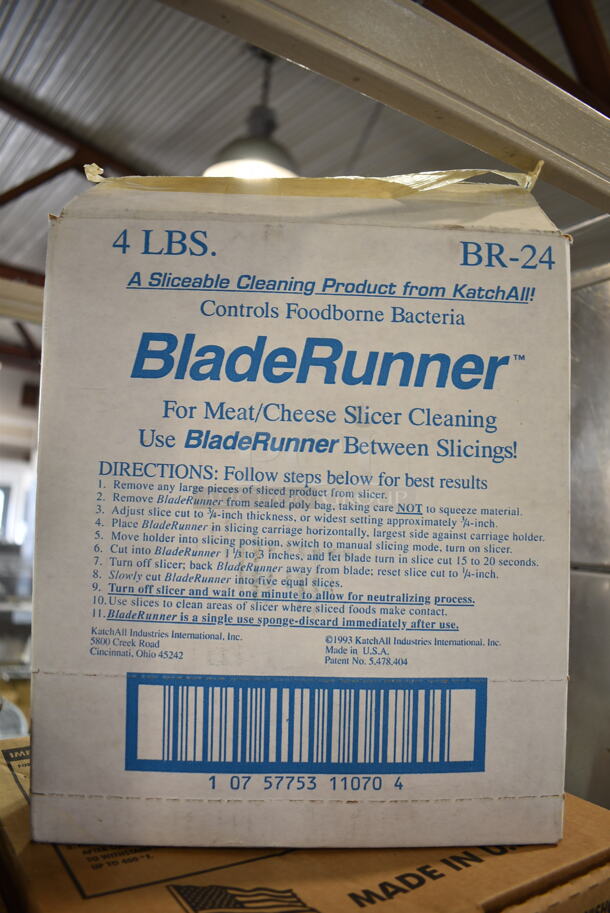 4 LBS.
BR-24
A Sliceable Cleaning Product from KatchAll!
Controls Foodborne Bacteria
BladeRunner™
For Meat/Cheese Slicer Cleaning
Use BladeRunner Between Slicings!
DIRECTIONS: Follow steps below for best results
1. Remove any large pieces of sliced product from slicer.
2. Remove BladeRunner from sealed poly bag, taking care NOT to squeeze material.
3. Adjust slice cut to ¾-inch thickness, or widest setting approximately ¾-inch.
4. Place BladeRunner in slicing carriage horizontally, largest side against carriage holder.
5. Move holder into slicing position, switch to manual slicing mode, turn on slicer.
6. Cut into BladeRunner 1 ½ inches, and let blade turn in slice cut 15 to 20 seconds.
7. Turn off slicer; back BladeRunner away from blade; reset slice cut to ¾-inch.
8. Slowly cut BladeRunner into five equal slices.
9. Turn off slicer and wait one minute to allow for neutralizing process.
10. Use slices to clean areas of slicer where sliced foods make contact.
11. BladeRunner is a single use sponge-discard immediately after use.
KatchAll Industries International, Inc.
5800 Creek Road
Cincinnati, Ohio 45242
©1993 KatchAll Industries International, Inc.
Made in U.S.A.
Patent No. 5,478,404
1 07 57753 11070 4
TO WITHSTAND
UP TO 400°F.
MADE IN